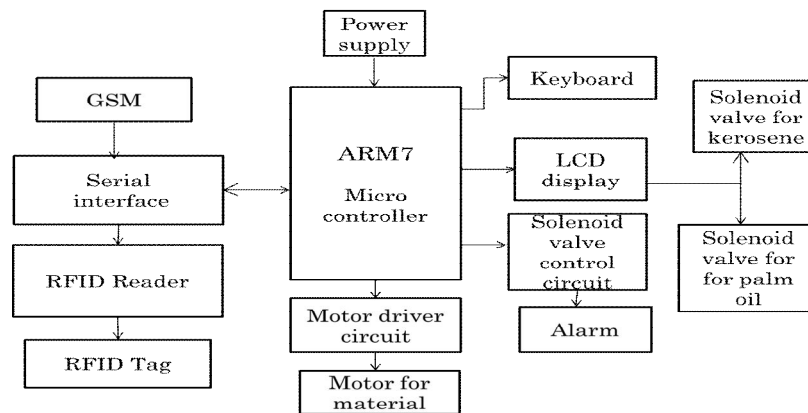 Power
supply
GSM
Serial
interface
RFID Reader
RFID Tag
ARM7
Micro
controller
Motor driver
circuit
Motor for
material
Keyboard
LCD
display
Solenoid
valve
control
circuit
Alarm
Solenoid
valve for
kerosene
Solenoid
valve for
for palm
oil